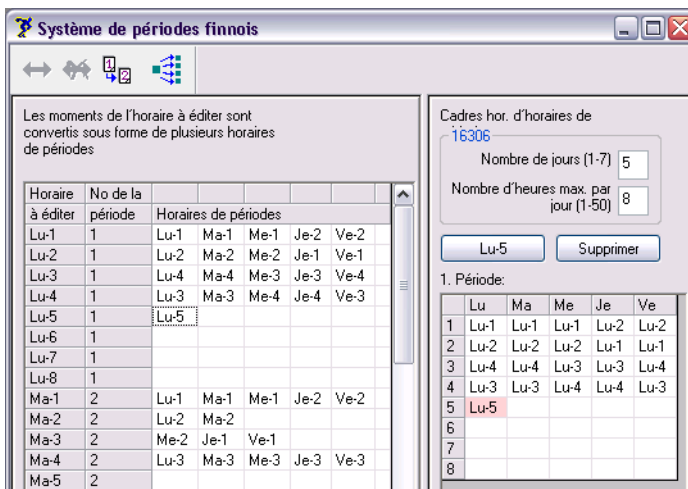 Système de périodes finnois
Les moments de l'horaire à éditer sont
convertis sous forme de plusieurs horaires
de périodes
Horaire No de la
à éditer période Horaires de périodes
Lu-1 1 Lu-1 Ma-1 Me-1 Je-2 Ve-2
Lu-2 1 Lu-2 Ma-2 Me-2 Je-1 Ve-1
Lu-3 1 Lu-4 Ma-4 Me-3 Je-3 Ve-4
Lu-4 1 Lu-3 Ma-3 Me-4 Je-4 Ve-3
Lu-5 1 Lu-5
Lu-6 1
Lu-7 1
Lu-8 1
Ma-1 2 Lu-1 Ma-1 Me-1 Je-2 Ve-2
Ma-2 2 Lu-2 Ma-2
Ma-3 2 Me-2 Je-1 Ve-1
Ma-4 2 Lu-3 Ma-3 Me-3 Je-3 Ve-3
Ma-5 2
Cadres hor. d'horaires de
16306
Nombre de jours (1-7) 5
Nombre d'heures max. par
jour (1-50) 8
Lu-5 Supprimer
1. Période:
Lu Ma Me Je Ve
1 Lu-1 Lu-1 Lu-1 Lu-2 Lu-2
2 Lu-2 Lu-2 Lu-2 Lu-1 Lu-1
3 Lu-4 Lu-4 Lu-3 Lu-3 Lu-4
4 Lu-3 Lu-3 Lu-4 Lu-4 Lu-3
5 Lu-5
6
7
8